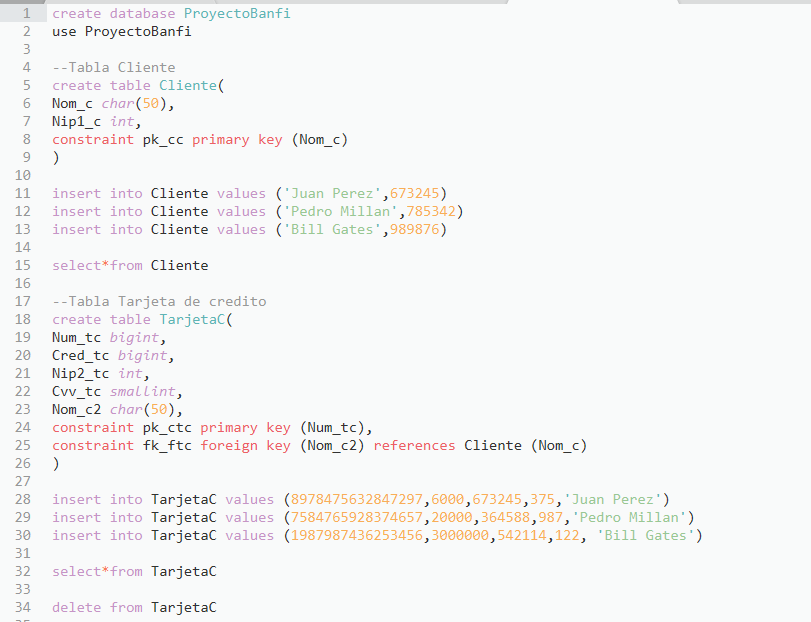 1 create database ProyectoBanfi
2 use ProyectoBanfi
3
4 --Tabla Cliente
5 create table Cliente(
6 Nom_c char(50),
7 Nip1_c int,
8 constraint pk_cc primary key (Nom_c)
9 )
10
11 insert into Cliente values ('Juan Perez',673245)
12 insert into Cliente values ('Pedro Millan',785342)
13 insert into Cliente values ('Bill Gates',989876)
14
15 select*from Cliente
16
17 --Tabla Tarjeta de credito
18 create table TarjetaC(
19 Num_tc bigint,
20 Cred_tc bigint,
21 Nip2_tc int,
22 Cvv_tc smallint,
23 Nom_c2 char(50),
24 constraint pk_ctc primary key (Num_tc),
25 constraint fk_ftc foreign key (Nom_c2) references Cliente (Nom_c)
26 )
27
28 insert into TarjetaC values (8978475632847297,6000,673245,375,'Juan Perez')
29 insert into TarjetaC values (7584765928374657,20000,364588,987,'Pedro Millan')
30 insert into TarjetaC values (1987987436253456,3000000,542114,122, 'Bill Gates')
31
32 select*from TarjetaC
33
34 delete from TarjetaC